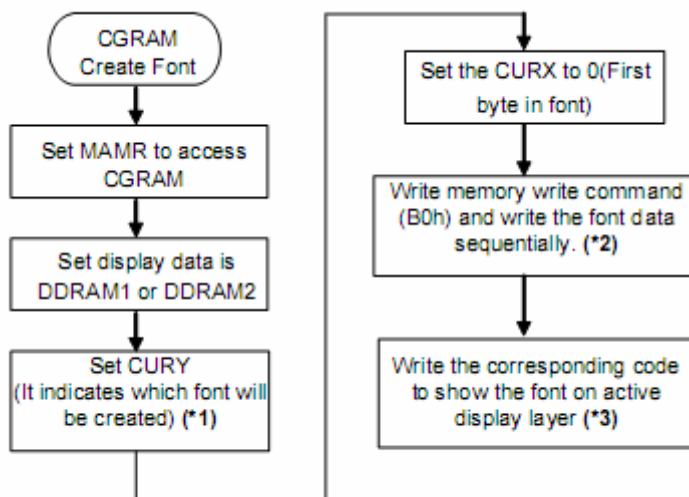 CGRAM
Create Font
Set MAMR to access
CGRAM
Set display data is
DDRAM1 or DDRAM2
Set CURY
(It indicates which font will
be created) (*1)
Set the CURX to 0(First
byte in font)
Write memory write command
(B0h) and write the font data
sequentially. (*2)
Write the corresponding code
to show the font on active
display layer (*3)